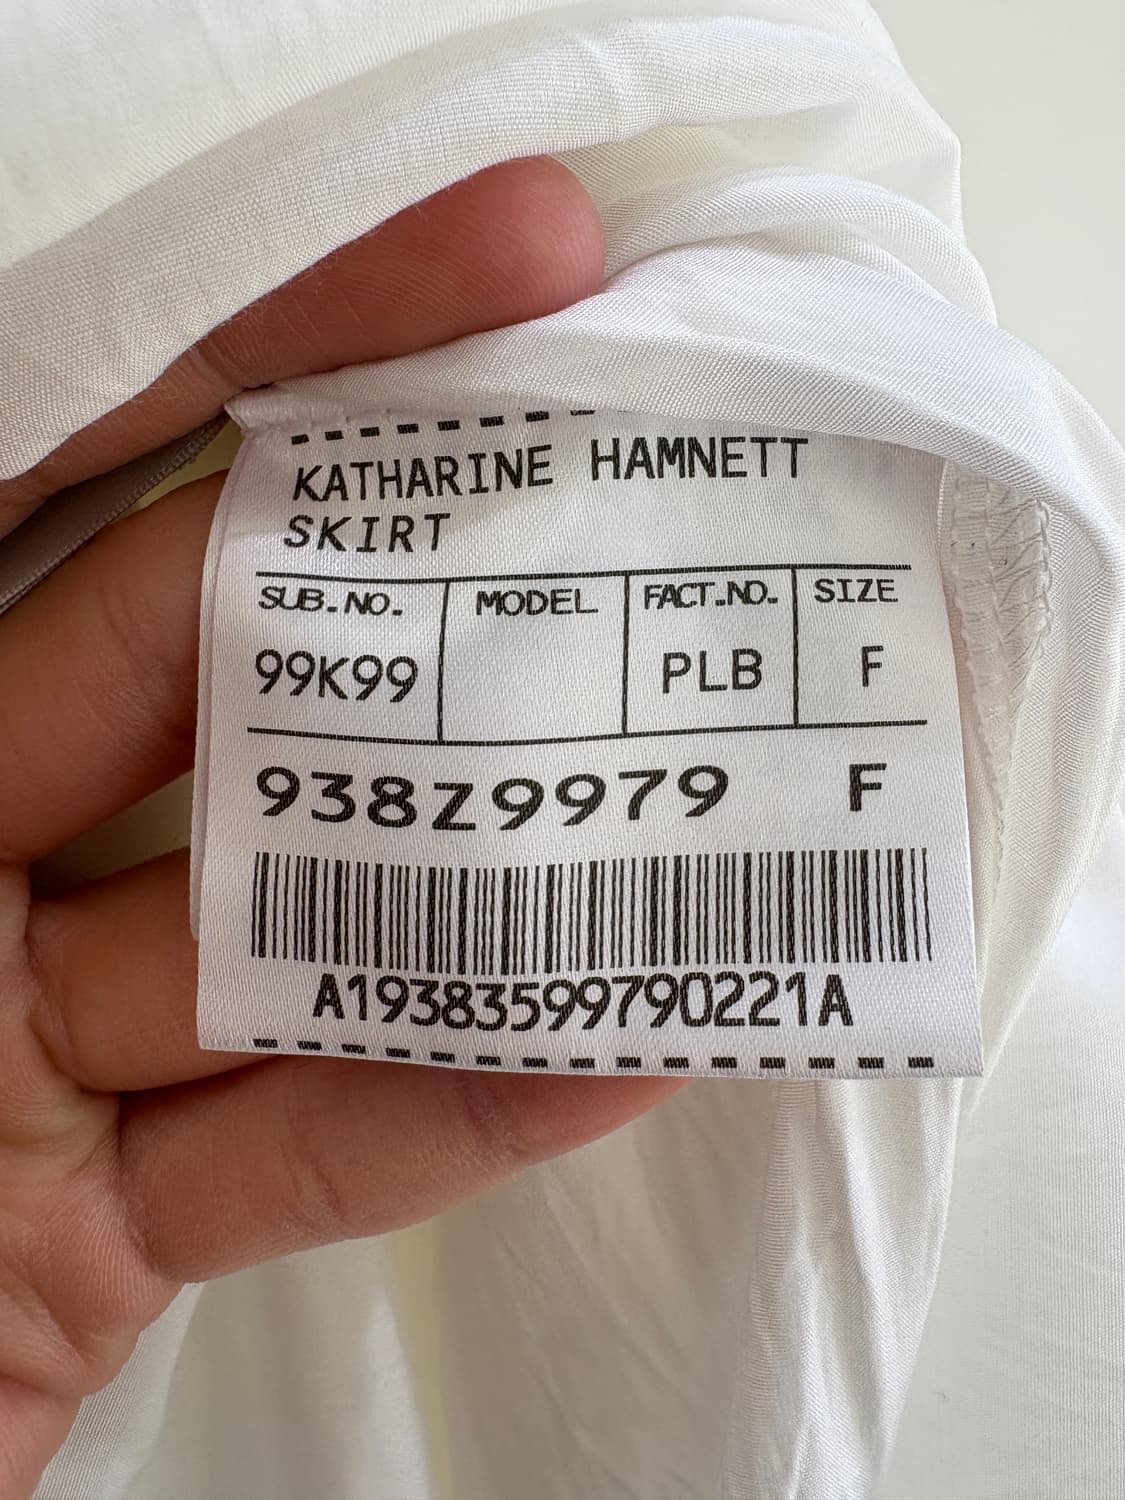 KATHARINE HAMNETT
SKIRT
SUB.NO. MODEL FACT.NO. SIZE
99K99 PLB F
938Z9979 F
A19383599790221A